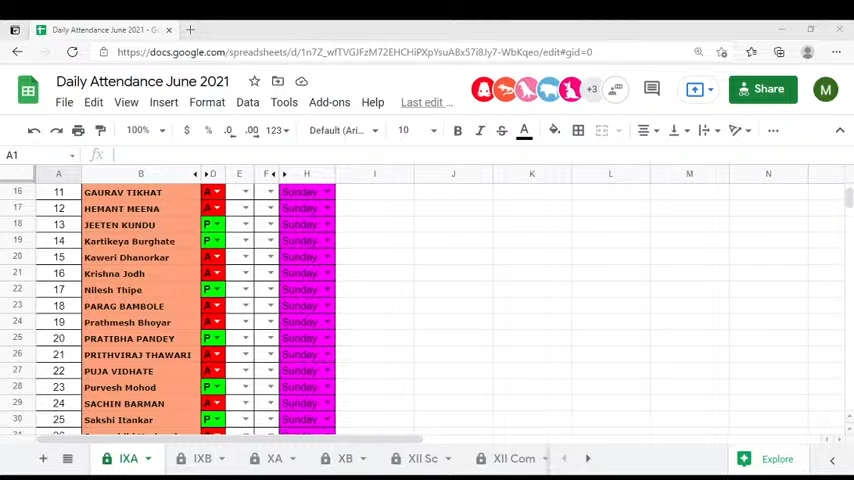 Daily Attendance June 2021 - G
https://docs.google.com/spreadsheets/d/1n7Z_wfTVGJFzM72EHCHiPXpYsuABx57i8Jy7-WbKqeo/edit#gid=0
Daily Attendance June 2021
File Edit View Insert Format Data Tools Add-ons Help Last edit ...
+3 Share M
100% $ % .0 .00 123 Default (Ari... 10 B I S A
A1 fx
A B D E F H I J K L M N
16 11 GAURAV TIKHAT A Sunday
17 12 HEMANT MEENA A Sunday
18 13 JEETEN KUNDU P Sunday
19 14 Kartikeya Burghate P Sunday
20 15 Kaweri Dhanorkar A Sunday
21 16 Krishna Jodh A Sunday
22 17 Nilesh Thipe P Sunday
23 18 PARAG BAMBOLE A Sunday
24 19 Prathmesh Bhoyar A Sunday
25 20 PRATIBHA PANDEY P Sunday
26 21 PRITHVIRAJ THAWARI A Sunday
27 22 PUJA VIDHATE A Sunday
28 23 Purvesh Mohod P Sunday
29 24 SACHIN BARMAN A Sunday
30 25 Sakshi Itankar P Sunday
IXA IXB XA XB XII Sc XII Com Explore